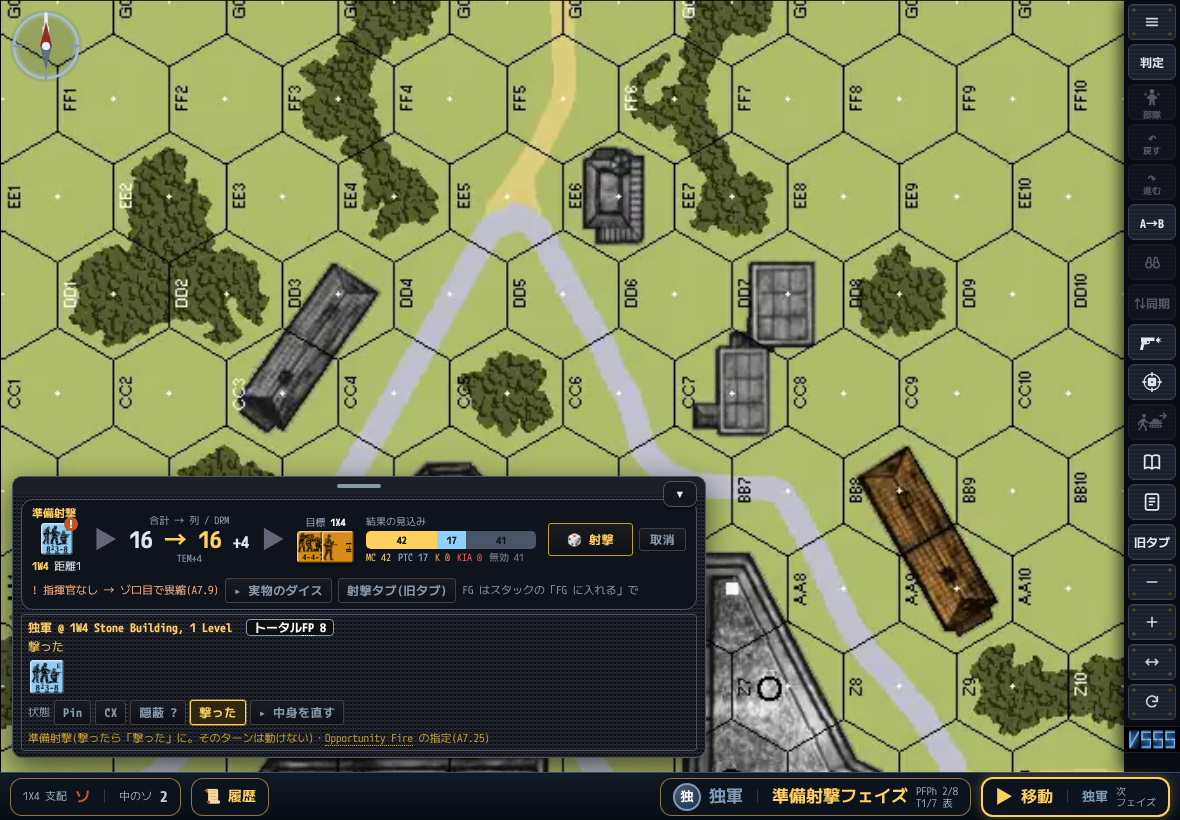 FF1
FF2
FF3
FF4
FF5
FF6
FF7
FF8
FF9
FF10
EE1
EE2
EE3
EE4
EE5
EE6
EE7
EE8
EE9
EE10
DD1
DD2
DD3
DD4
DD5
DD6
DD7
DD8
DD9
DD10
CC1
CC2
CC3
CC4
CC5
CC6
CC7
CC8
CC9
CC10
BB7
BB8
BB9
BB10
AA8
AA9
AA10
Z7
Z8
Z9
Z10
判定
部隊
↶
戻す
↷
進む
A→B
⇅同期
旧タブ
−
+
↔
VSSS
▼
準備射撃
!
8-3-8
1W4 距離1
合計 → 列 / DRM
16 → 16 +4
TEM+4
目標 1X4
結果の見込み
42 17 41
MC 42 PTC 17 K 0 KIA 0 無効 41
射撃
取消
! 指揮官なし → ゾロ目で畏縮(A7.9)
▸ 実物のダイス
射撃タブ(旧タブ)
FG はスタックの「FG に入れる」で
独軍 @ 1W4 Stone Building, 1 Level
トータルFP 8
撃った
8-3-8
状態
Pin
CX
隠蔽 ?
撃った
▸ 中身を直す
準備射撃(撃ったら「撃った」に。そのターンは動けない)・Opportunity Fire の指定(A7.25)
1X4 支配 ソ
中のソ 2
履歴
独 独軍
準備射撃フェイズ
PFPh 2/8
T1/7 表
移動
独軍
次
フェイズ